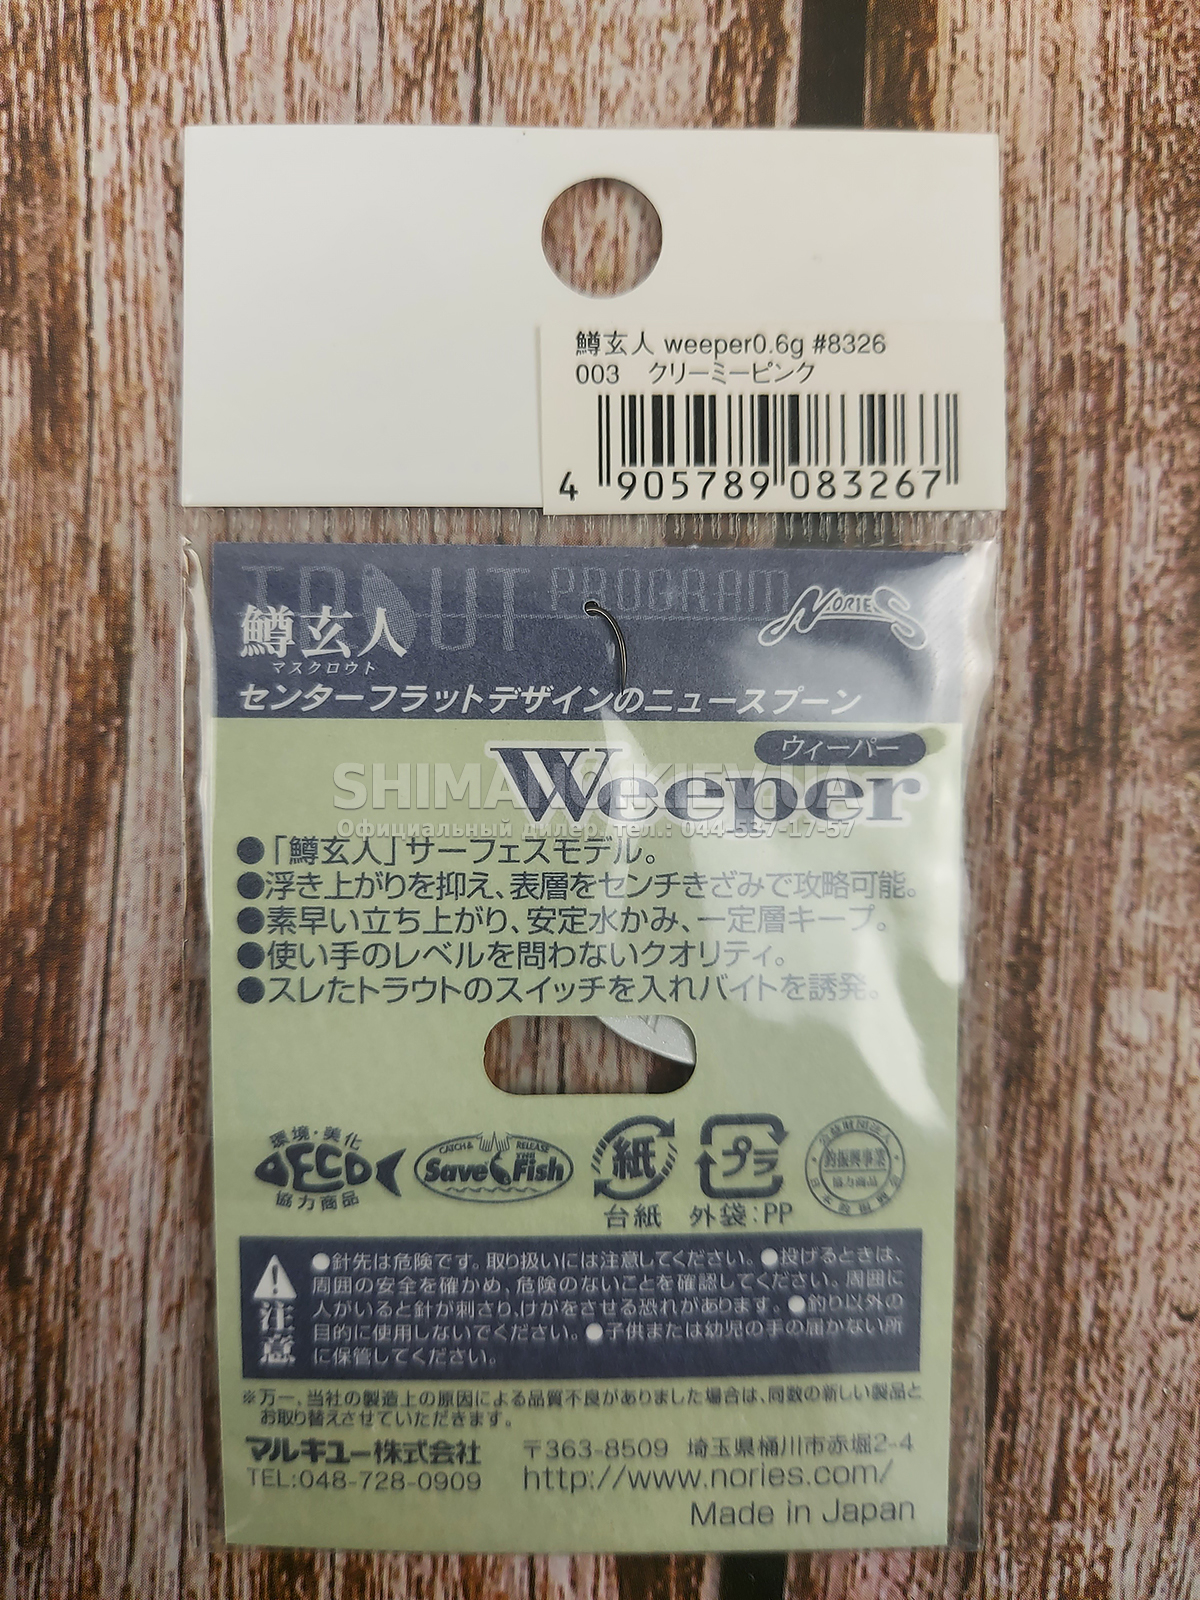 鱒玄人 weeper0.6g #8326
003 クリーミーピンク
4 905789 083267
TROUT PROGRAM
NORIES
鱒玄人
マスクロウト
センターフラットデザインのニュースプーン
ウィーパー
Weeper
SHIMANOKIEV.UA
Официальный дилер. тел.: 044-537-17-57
●「鱒玄人」サーフェスモデル。
●浮き上がりを抑え、表層をセンチきざみで攻略可能。
●素早い立ち上がり、安定水かみ、一定層キープ。
●使い手のレベルを問わないクオリティ。
●スレたトラウトのスイッチを入れバイトを誘発。
環境・美化
ECO
協力商品
CATCH & RELEASE
Save THE Fish
紙
台紙
プラ
外袋:PP
公益財団法人
釣振興事業
協力商品
⚠注意
●針先は危険です。取り扱いには注意してください。●投げるときは、
周囲の安全を確かめ、危険のないことを確認してください。周囲に
人がいると針が刺さり、けがをさせる恐れがあります。●釣り以外の
目的に使用しないでください。●子供または幼児の手の届かない所
に保管してください。
※万一、当社の製造上の原因による品質不良がありました場合は、同数の新しい製品と
お取り替えさせていただきます。
マルキユー株式会社 〒363-8509 埼玉県桶川市赤堀2-4
TEL:048-728-0909 http://www.nories.com/
Made in Japan